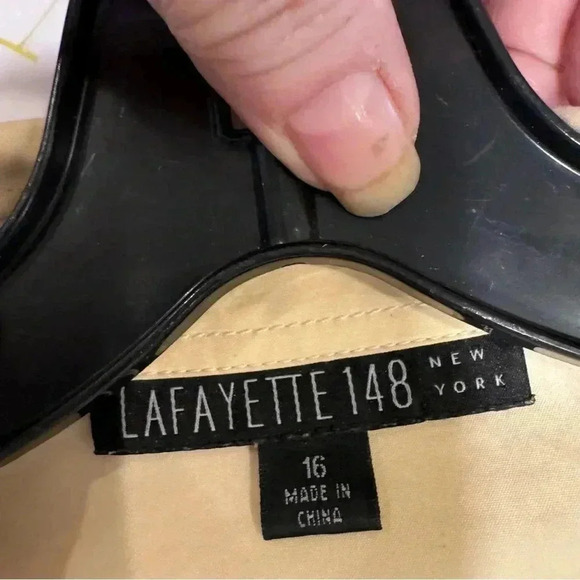 LAFAYETTE 148 NEW YORK
16
MADE IN
CHINA